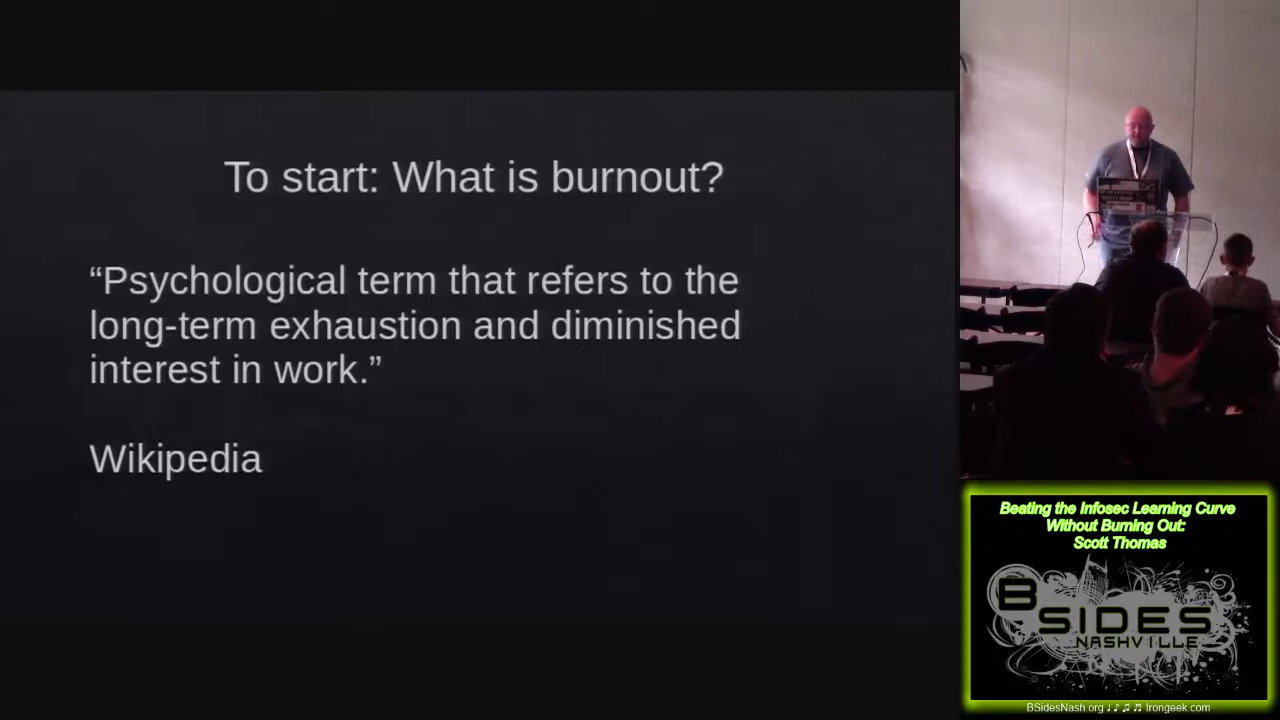 To start: What is burnout?
“Psychological term that refers to the
long-term exhaustion and diminished
interest in work.”
Wikipedia
Beating the Infosec Learning Curve
Without Burning Out:
Scott Thomas
BSIDES
NASHVILLE
BSidesNash.org ♩ ♪ ♫ ♬ Irongeek.com